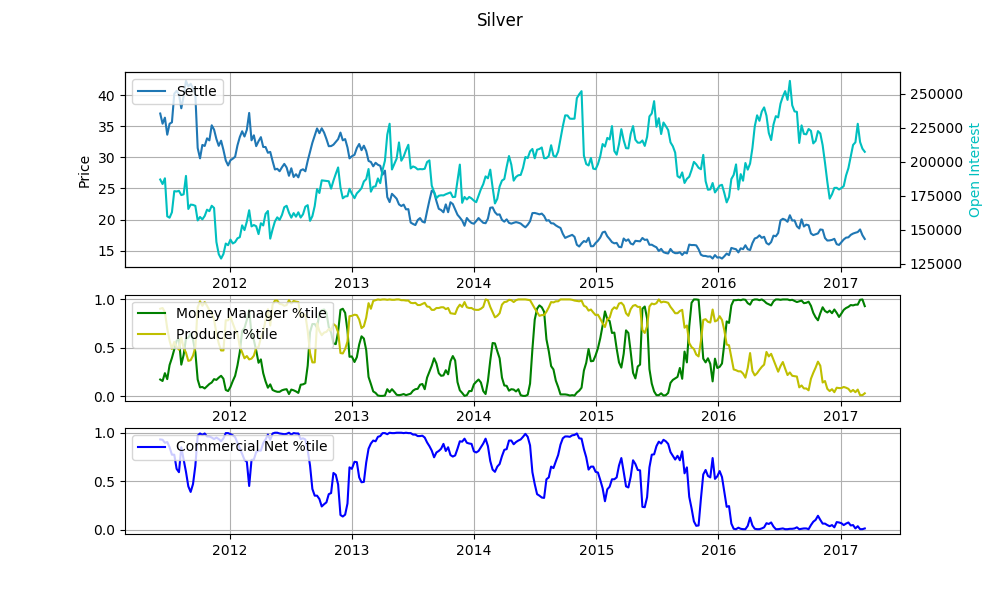 Silver
Settle
Price
40
35
30
25
20
15
Open Interest
250000
225000
200000
175000
150000
125000
2012 2013 2014 2015 2016 2017
Money Manager %tile
Producer %tile
1.0
0.5
0.0
2012 2013 2014 2015 2016 2017
Commercial Net %tile
1.0
0.5
0.0
2012 2013 2014 2015 2016 2017